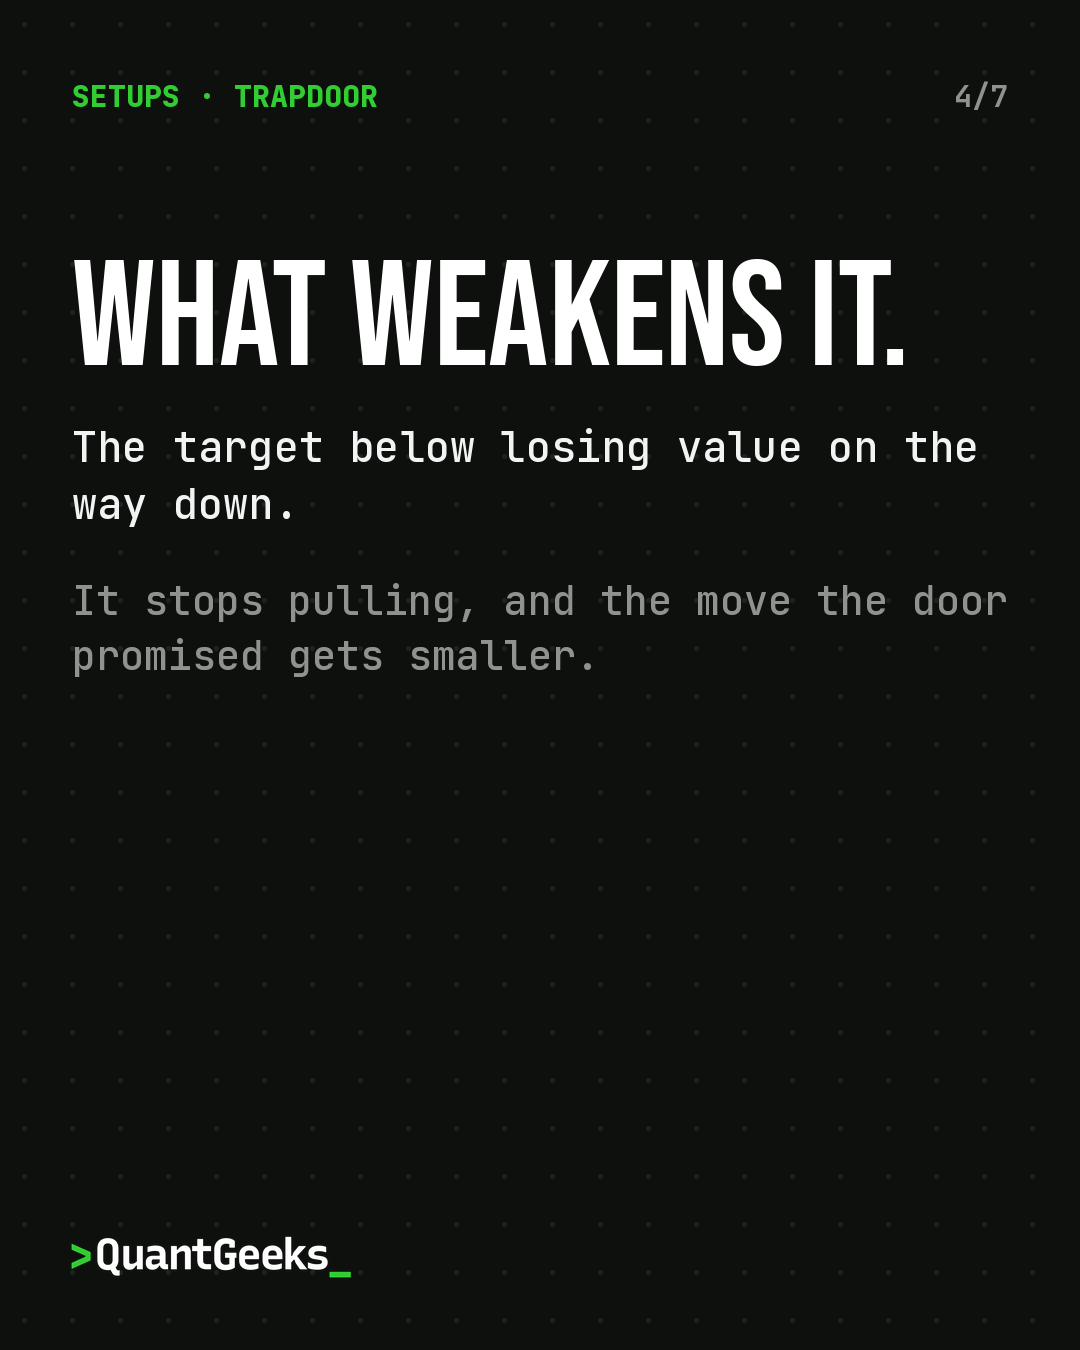 SETUPS · TRAPDOOR
4/7
WHAT WEAKENS IT.
The target below losing value on the
way down.
It stops pulling, and the move the door
promised gets smaller.
>QuantGeeks_